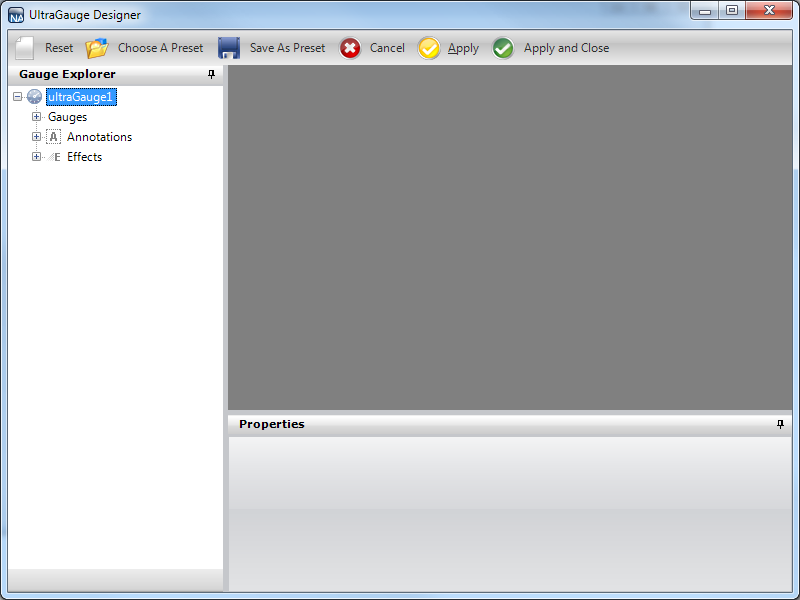 UltraGauge Designer
Reset Choose A Preset Save As Preset Cancel Apply Apply and Close
Gauge Explorer
ultraGauge1
Gauges
A Annotations
E Effects
Properties